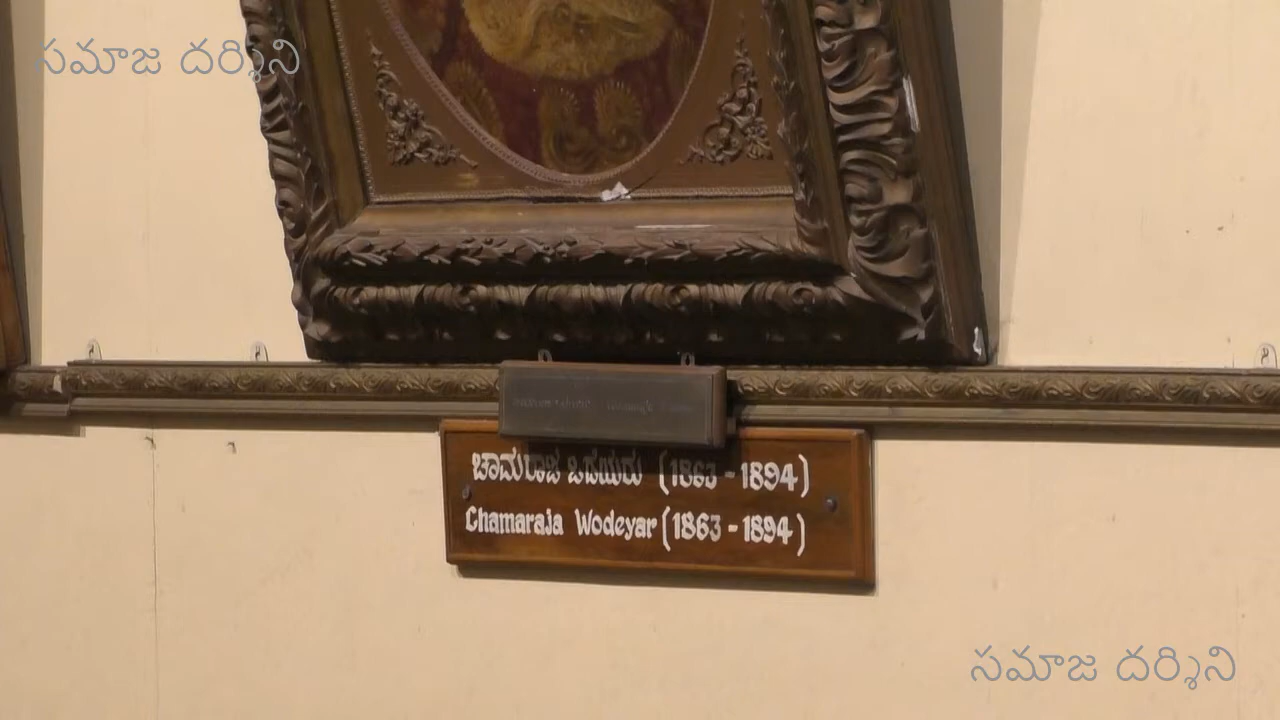 సమాజ దర్శిని
ಚಾಮರಾಜ ಒಡೆಯರು (1863 - 1894)
Chamaraja Wodeyar (1863 - 1894)
సమాజ దర్శిని